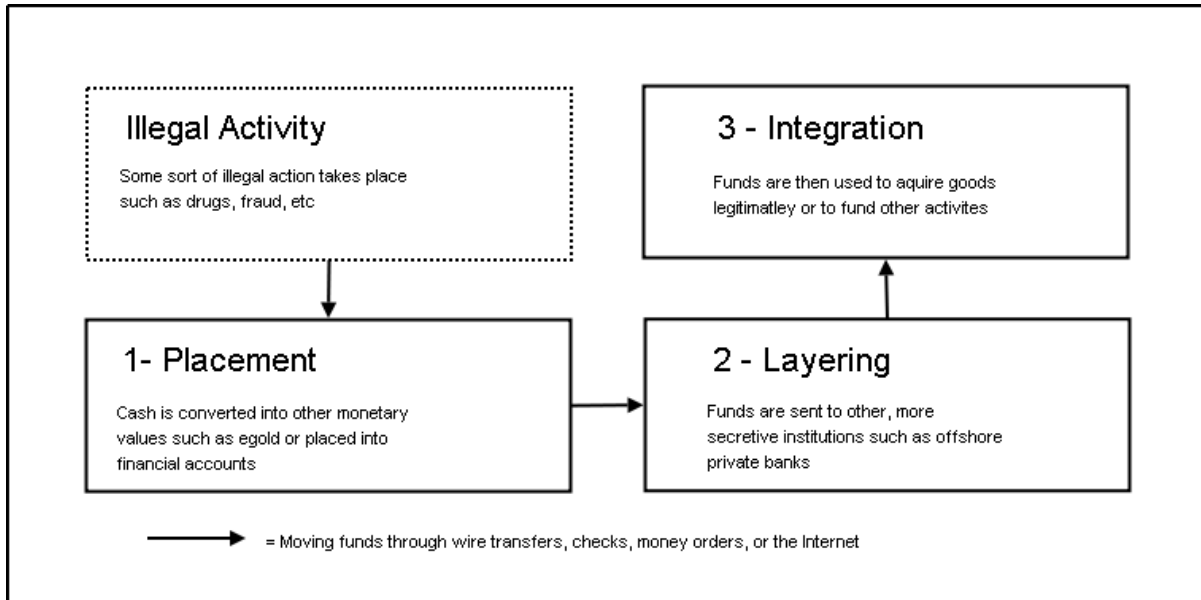 Illegal Activity
Some sort of illegal action takes place
such as drugs, fraud, etc
1- Placement
Cash is converted into other monetary
values such as egold or placed into
financial accounts
2 - Layering
Funds are sent to other, more
secretive institutions such as offshore
private banks
3 - Integration
Funds are then used to aquire goods
legitimatley or to fund other activites
= Moving funds through wire transfers, checks, money orders, or the Internet